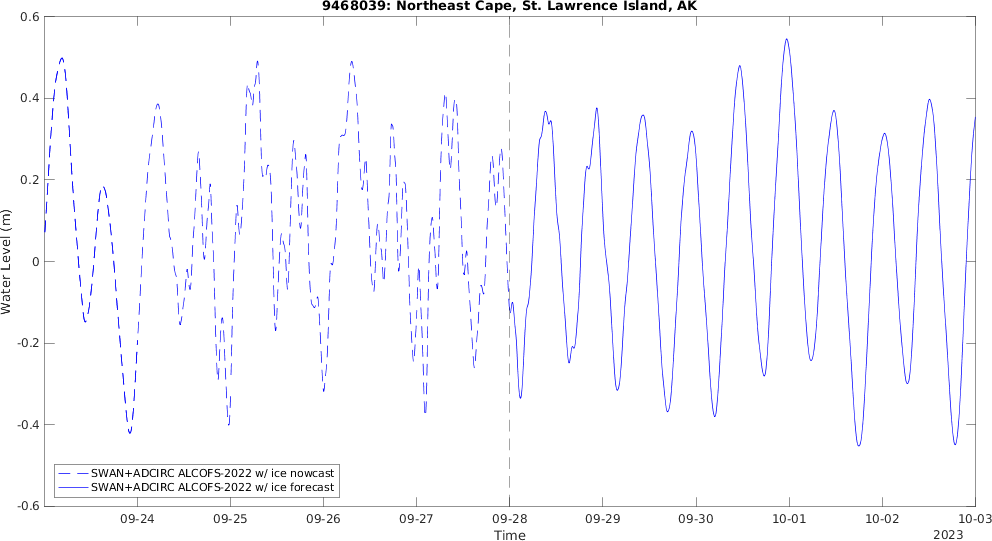 9468039: Northeast Cape, St. Lawrence Island, AK
0.6
0.4
0.2
0
-0.2
-0.4
-0.6
Water Level (m)
SWAN+ADCIRC ALCOFS-2022 w/ ice nowcast
SWAN+ADCIRC ALCOFS-2022 w/ ice forecast
09-24 09-25 09-26 09-27 09-28 09-29 09-30 10-01 10-02 10-03
Time
2023